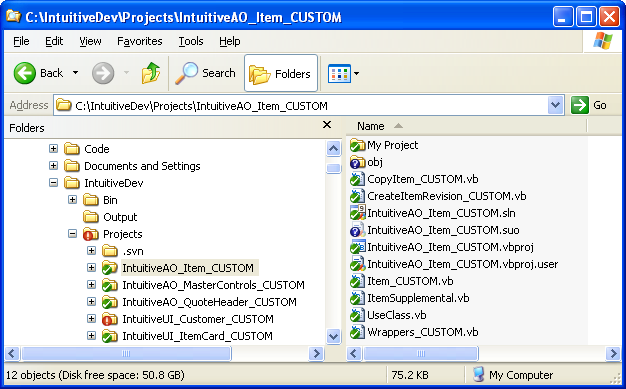 C:\IntuitiveDev\Projects\IntuitiveAO_Item_CUSTOM
File Edit View Favorites Tools Help
Back Search Folders
Address C:\IntuitiveDev\Projects\IntuitiveAO_Item_CUSTOM Go
Folders
Code
Documents and Settings
IntuitiveDev
Bin
Output
Projects
.svn
IntuitiveAO_Item_CUSTOM
IntuitiveAO_MasterControls_CUSTOM
IntuitiveAO_QuoteHeader_CUSTOM
IntuitiveUI_Customer_CUSTOM
IntuitiveUI_ItemCard_CUSTOM
Name
My Project
obj
CopyItem_CUSTOM.vb
CreateItemRevision_CUSTOM.vb
IntuitiveAO_Item_CUSTOM.sln
IntuitiveAO_Item_CUSTOM.suo
IntuitiveAO_Item_CUSTOM.vbproj
IntuitiveAO_Item_CUSTOM.vbproj.user
Item_CUSTOM.vb
ItemSupplemental.vb
UseClass.vb
Wrappers_CUSTOM.vb
12 objects (Disk free space: 50.8 GB) 75.2 KB My Computer